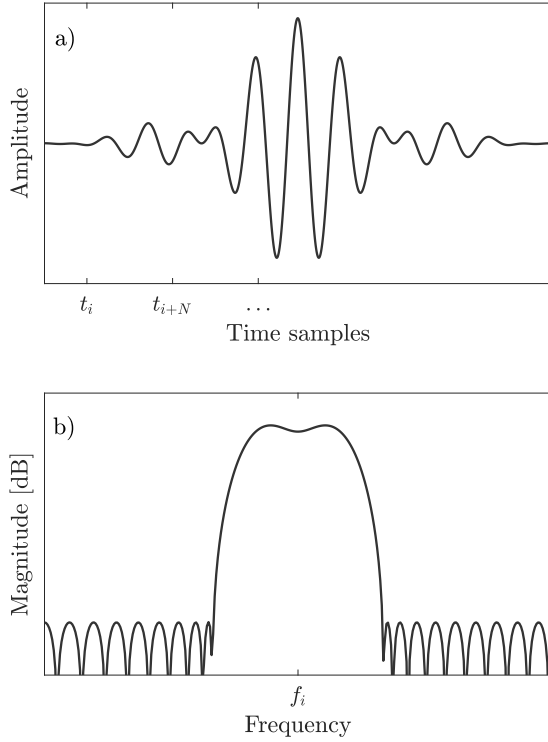 a)
Amplitude
t_i t_{i+N} ...
Time samples
b)
Magnitude [dB]
f_i
Frequency